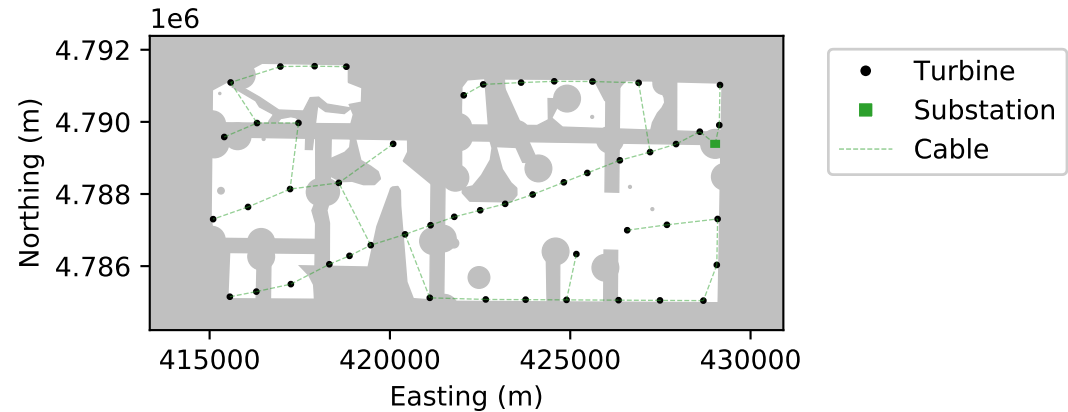 1e6
4.792
4.790
4.788
4.786
Northing (m)
415000 420000 425000 430000
Easting (m)
Turbine
Substation
Cable